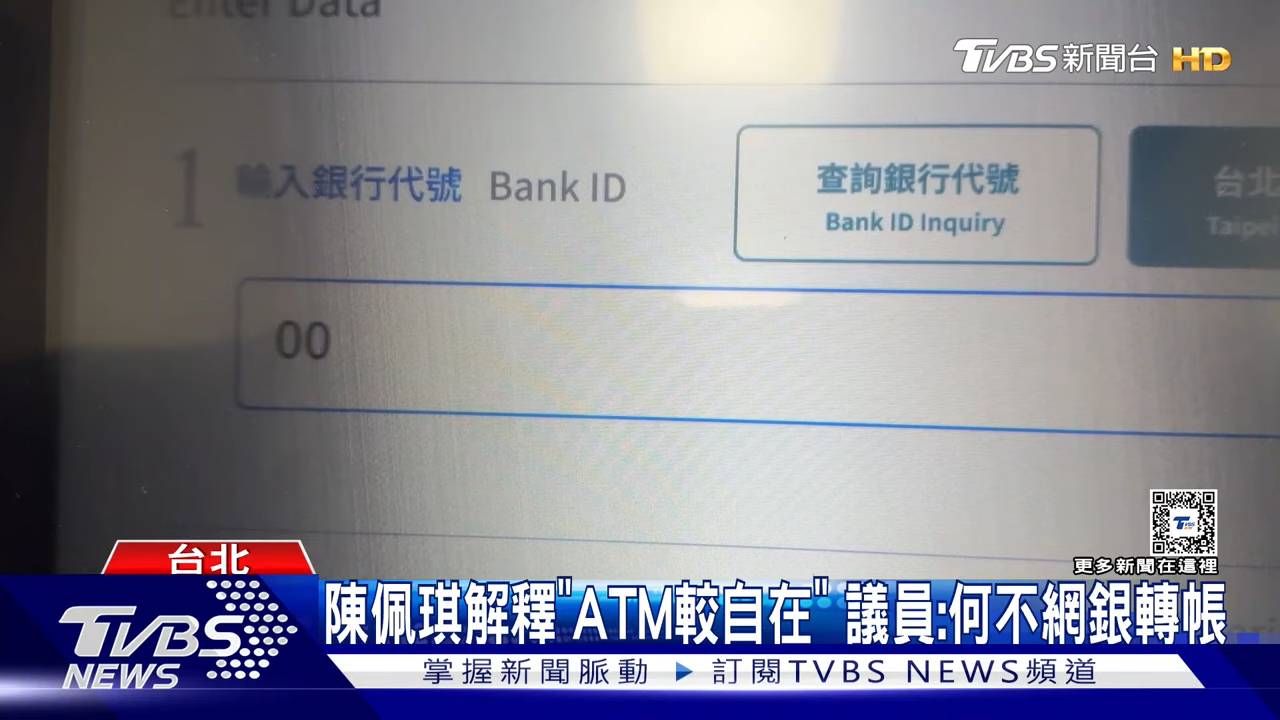 Enter Data
TVBS新聞台 HD
1 輸入銀行代號 Bank ID
查詢銀行代號
Bank ID Inquiry
台北
Taipei
00
更多新聞在這裡
台北
陳佩琪解釋"ATM較自在" 議員:何不網銀轉帳
TVBS
NEWS
掌握新聞脈動 ▶ 訂閱TVBS NEWS頻道